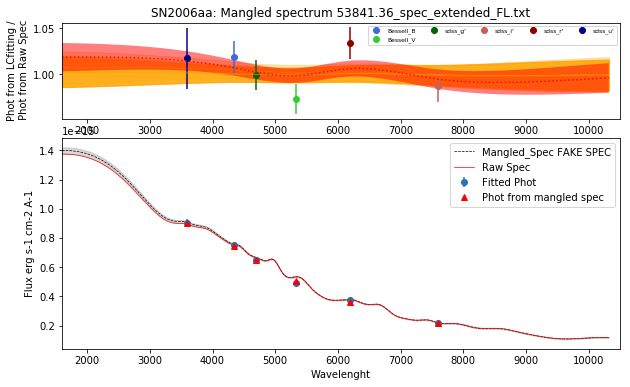 SN2006aa: Mangled spectrum 53841.36_spec_extended_FL.txt
Phot from LCfitting /
Phot from Raw Spec
1.05
1.00
Bessell_B
Bessell_V
sdss_g'
sdss_i'
sdss_r'
sdss_u'
2000 3000 4000 5000 6000 7000 8000 9000 10000
1e−15
Flux erg s-1 cm-2 A-1
1.4
1.2
1.0
0.8
0.6
0.4
0.2
Mangled_Spec FAKE SPEC
Raw Spec
Fitted Phot
Phot from mangled spec
2000 3000 4000 5000 6000 7000 8000 9000 10000
Wavelenght